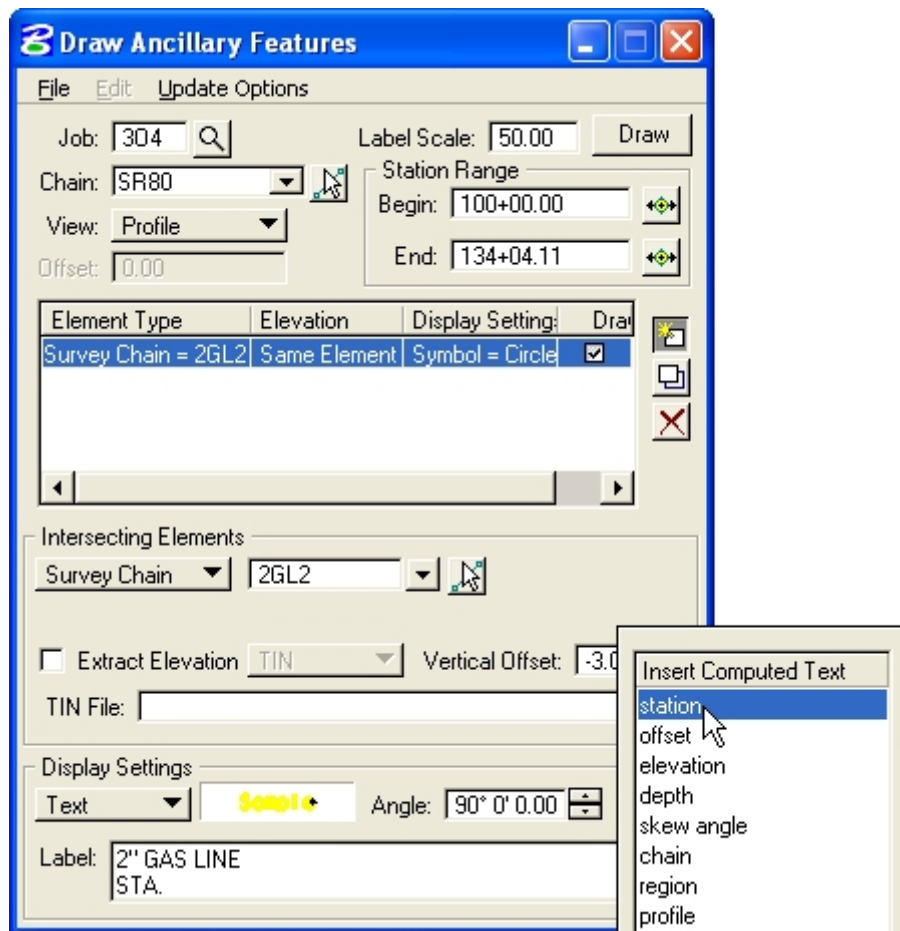 Draw Ancillary Features
File Edit Update Options
Job: 3O4 Label Scale: 50.00 Draw
Chain: SR80 Station Range
Begin: 100+00.00
View: Profile
End: 134+04.11
Offset: 0.00
Element Type Elevation Display Setting: Drav
Survey Chain = 2GL2 Same Element Symbol = Circle
Intersecting Elements
Survey Chain 2GL2
Extract Elevation TIN Vertical Offset: -3.0
TIN File:
Display Settings
Text Sample Angle: 90° 0' 0.00
Label: 2" GAS LINE
STA.
Insert Computed Text
station
offset
elevation
depth
skew angle
chain
region
profile